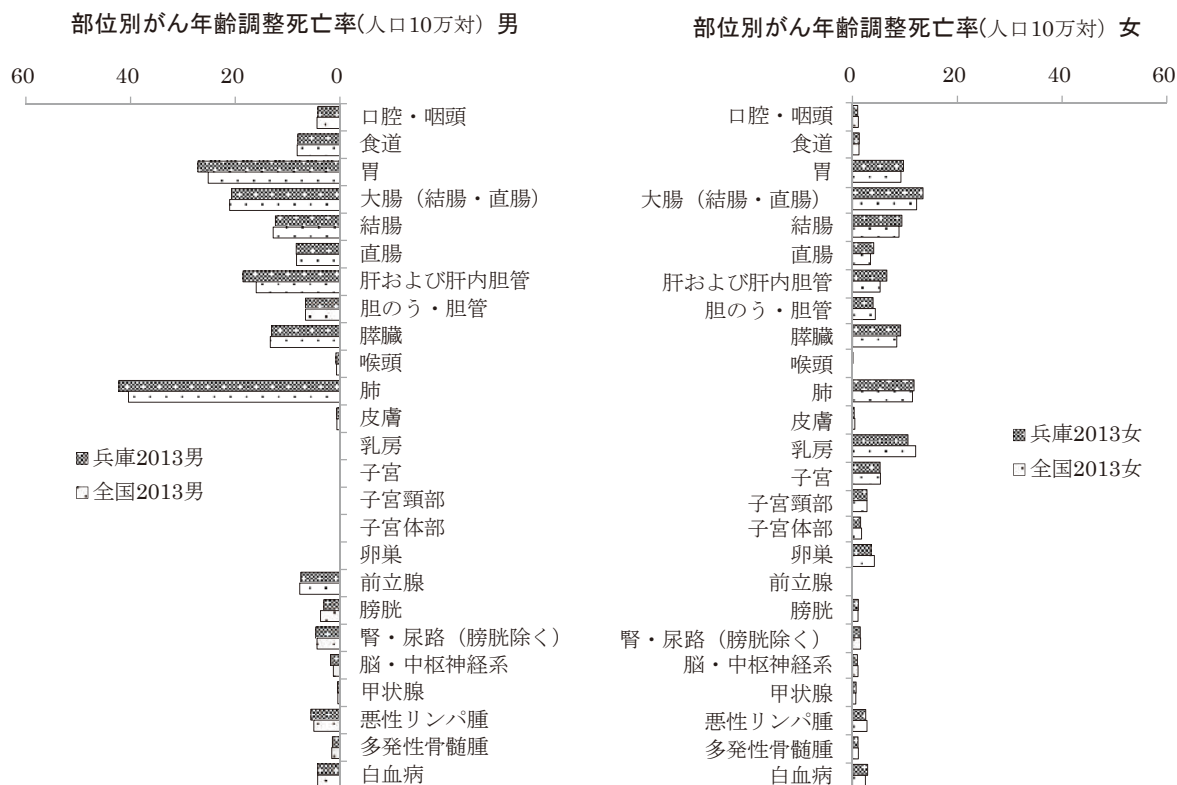 部位別がん年齢調整死亡率(人口10万対) 男
60 40 20 0
口腔・咽頭
食道
胃
大腸（結腸・直腸）
結腸
直腸
肝および肝内胆管
胆のう・胆管
膵臓
喉頭
肺
皮膚
乳房
子宮
子宮頸部
子宮体部
卵巣
前立腺
膀胱
腎・尿路（膀胱除く）
脳・中枢神経系
甲状腺
悪性リンパ腫
多発性骨髄腫
白血病
兵庫2013男
全国2013男
部位別がん年齢調整死亡率(人口10万対) 女
0 20 40 60
口腔・咽頭
食道
胃
大腸（結腸・直腸）
結腸
直腸
肝および肝内胆管
胆のう・胆管
膵臓
喉頭
肺
皮膚
乳房
子宮
子宮頸部
子宮体部
卵巣
前立腺
膀胱
腎・尿路（膀胱除く）
脳・中枢神経系
甲状腺
悪性リンパ腫
多発性骨髄腫
白血病
兵庫2013女
全国2013女